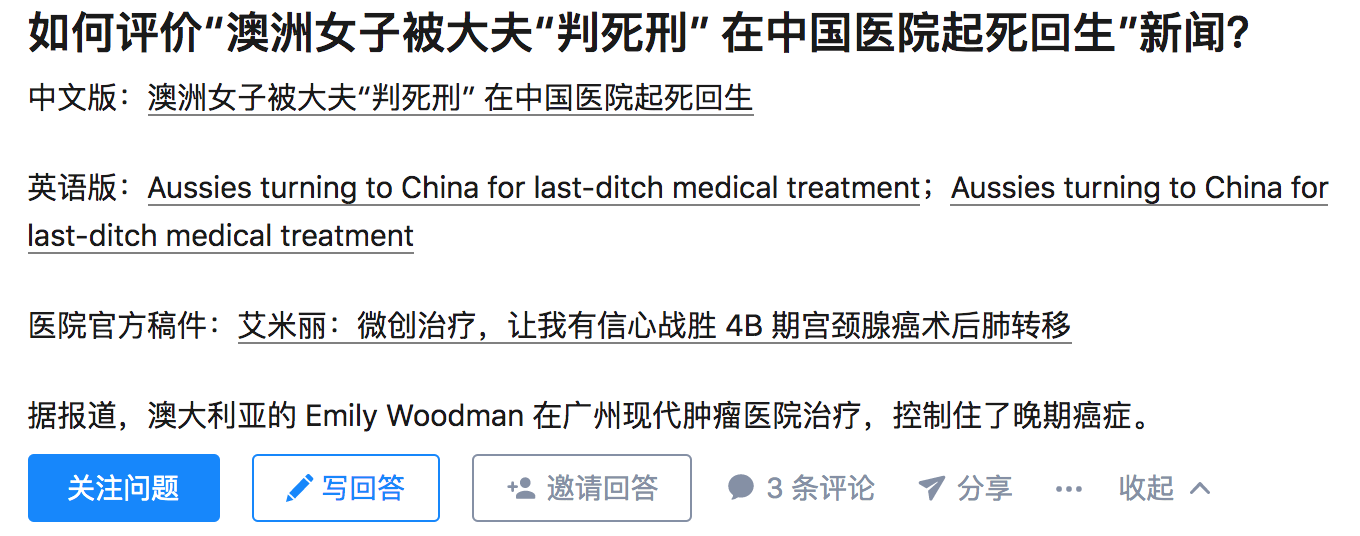 如何评价“澳洲女子被大夫“判死刑” 在中国医院起死回生”新闻？
中文版：澳洲女子被大夫“判死刑” 在中国医院起死回生
英语版：Aussies turning to China for last-ditch medical treatment；Aussies turning to China for
last-ditch medical treatment
医院官方稿件：艾米丽：微创治疗，让我有信心战胜 4B 期宫颈腺癌术后肺转移
据报道，澳大利亚的 Emily Woodman 在广州现代肿瘤医院治疗，控制住了晚期癌症。
关注问题 写回答 邀请回答 3 条评论 分享 ··· 收起